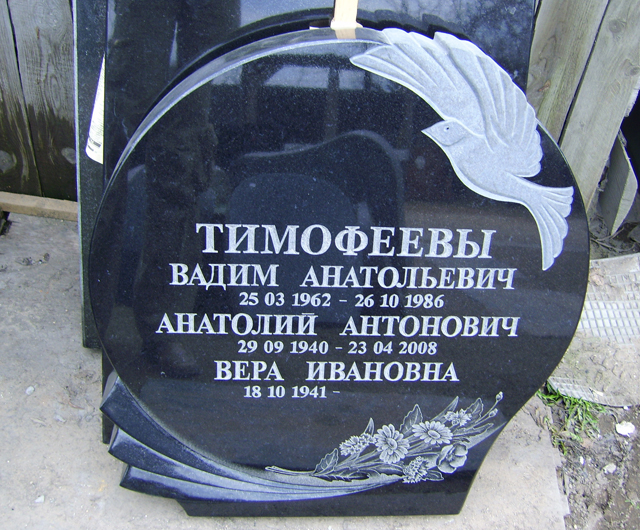 ТИМОФЕЕВЫ
ВАДИМ АНАТОЛЬЕВИЧ
25 03 1962 - 26 10 1986
АНАТОЛИЙ АНТОНОВИЧ
29 09 1940 - 23 04 2008
ВЕРА ИВАНОВНА
18 10 1941 -